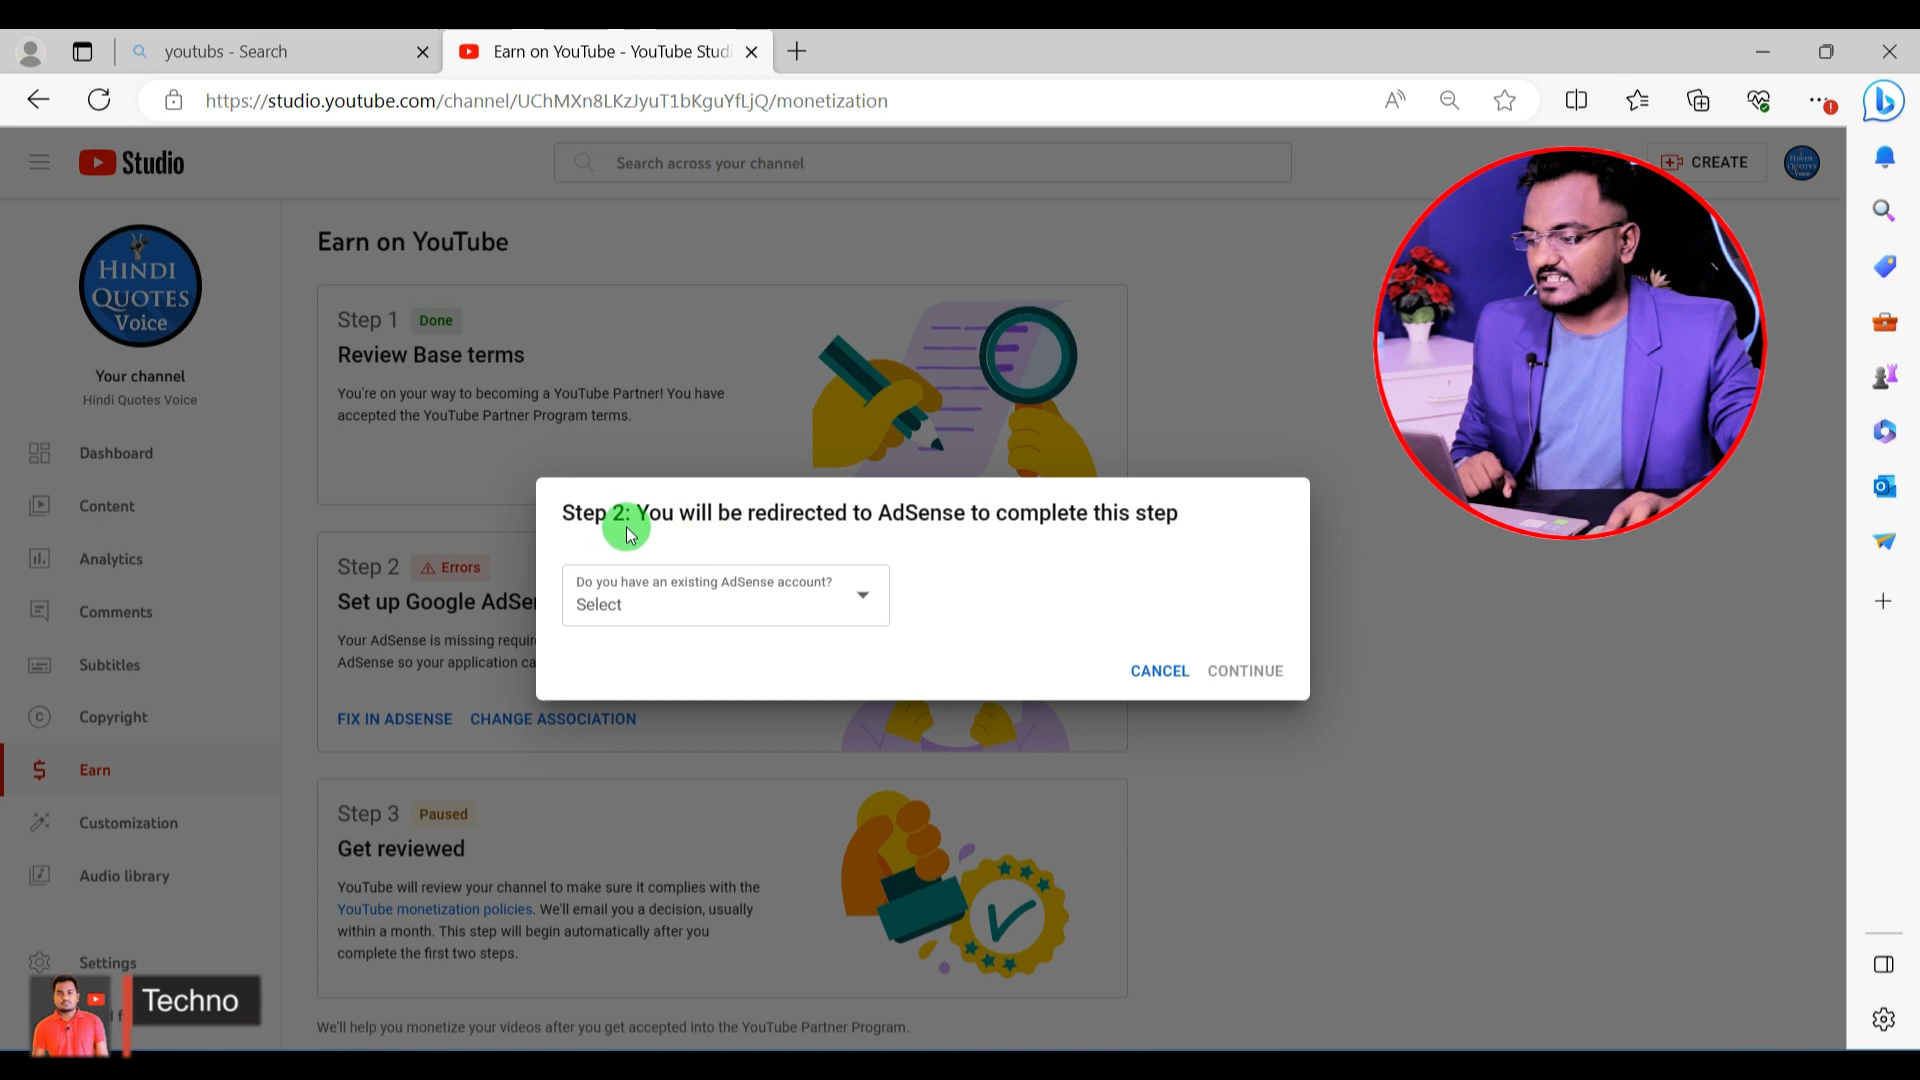 youtubs - Search
Earn on YouTube - YouTube Studi
https://studio.youtube.com/channel/UChMXn8LKzJyuT1bKguYfLjQ/monetization
Studio
Search across your channel
CREATE
HINDI
QUOTES
Voice
Your channel
Hindi Quotes Voice
Dashboard
Content
Analytics
Comments
Subtitles
Copyright
Earn
Customization
Audio library
Settings
Techno
Earn on YouTube
Step 1 Done
Review Base terms
You're on your way to becoming a YouTube Partner! You have
accepted the YouTube Partner Program terms.
Step 2: You will be redirected to AdSense to complete this step
Do you have an existing AdSense account?
Select
CANCEL CONTINUE
Step 2 Errors
Set up Google AdSe
Your AdSense is missing requir
AdSense so your application ca
FIX IN ADSENSE CHANGE ASSOCIATION
Step 3 Paused
Get reviewed
YouTube will review your channel to make sure it complies with the
YouTube monetization policies. We'll email you a decision, usually
within a month. This step will begin automatically after you
complete the first two steps.
We'll help you monetize your videos after you get accepted into the YouTube Partner Program.